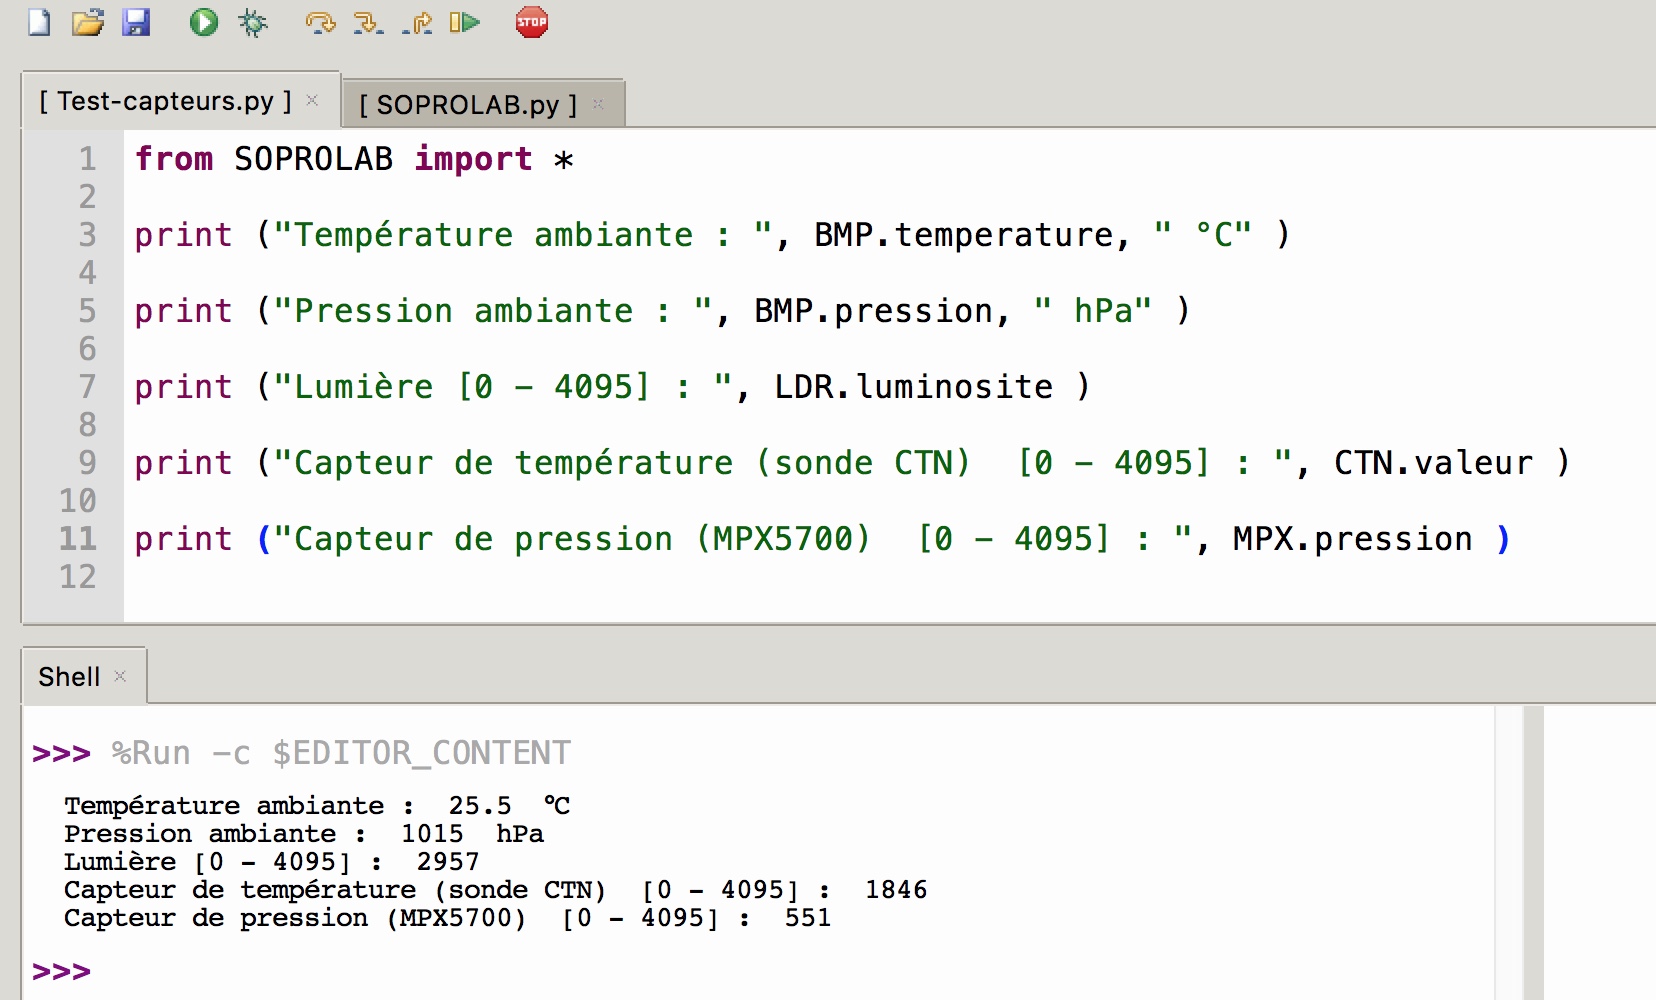 STOP
[ Test-capteurs.py ] × [ SOPROLAB.py ] ×
1 from SOPROLAB import *
2
3 print ("Température ambiante : ", BMP.temperature, " °C" )
4
5 print ("Pression ambiante : ", BMP.pression, " hPa" )
6
7 print ("Lumière [0 – 4095] : ", LDR.luminosite )
8
9 print ("Capteur de température (sonde CTN)  [0 – 4095] : ", CTN.valeur )
10
11 print ("Capteur de pression (MPX5700)  [0 – 4095] : ", MPX.pression )
12
Shell ×
>>> %Run -c $EDITOR_CONTENT
Température ambiante :  25.5  °C
Pression ambiante :  1015  hPa
Lumière [0 – 4095] :  2957
Capteur de température (sonde CTN)  [0 – 4095] :  1846
Capteur de pression (MPX5700)  [0 – 4095] :  551
>>>